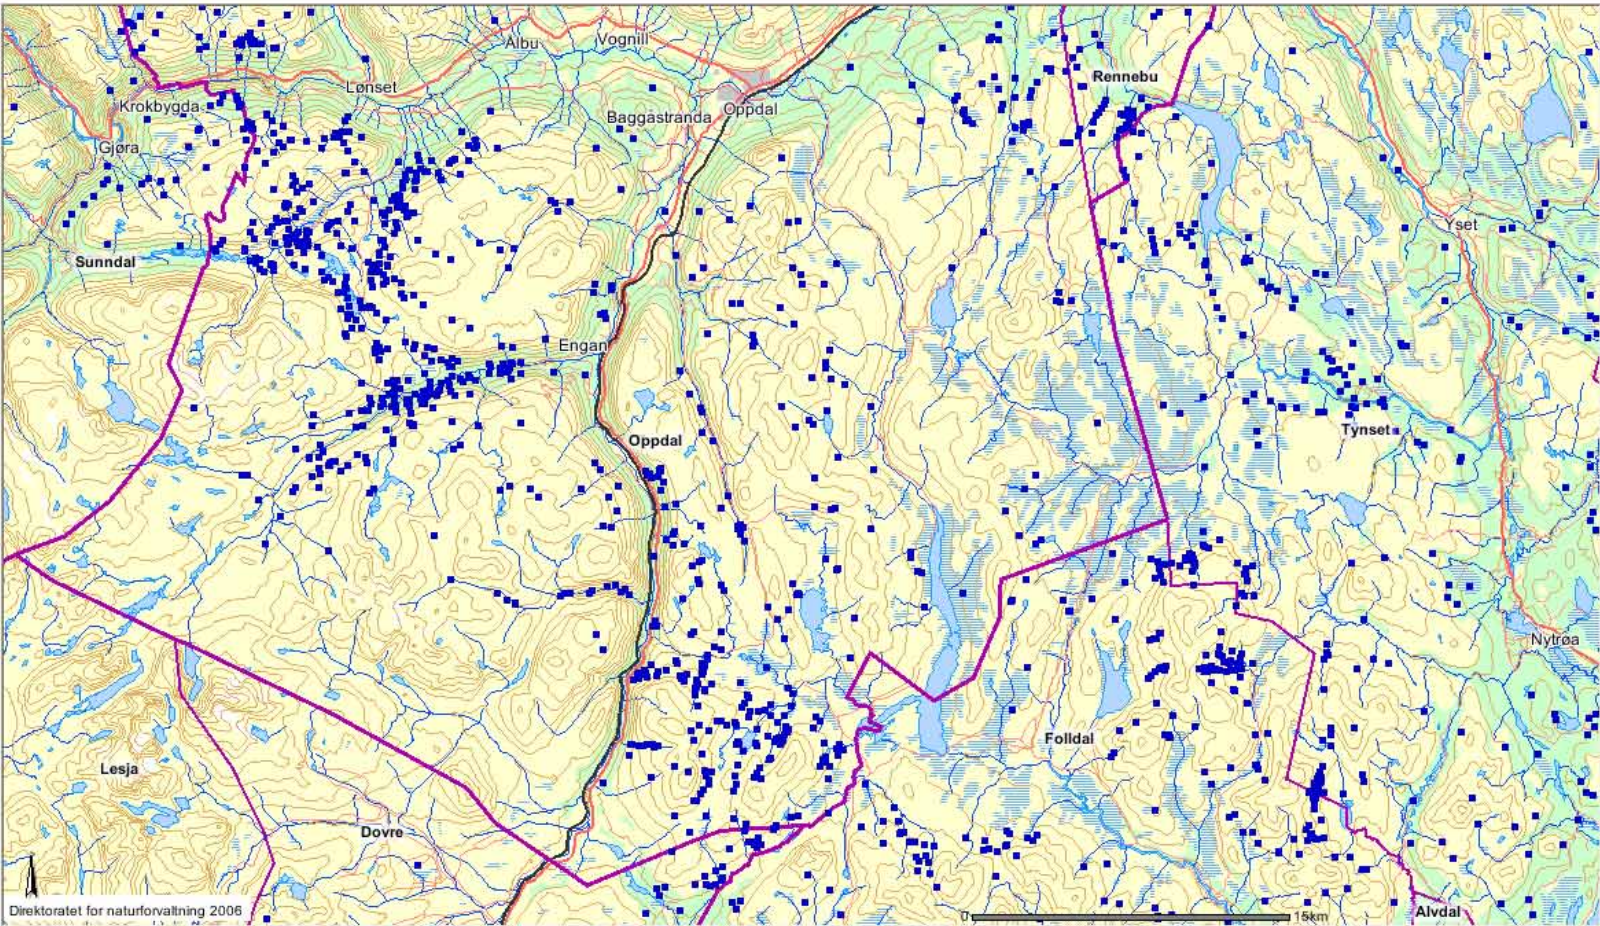 Ålbu
Vognill
Rennebu
Lønset
Krokbygda
Oppdal
Baggåstranda
Gjøra
Yset
Sunndal
Engan
Tynset
Oppdal
Nytrøa
Folldal
Lesja
Dovre
Direktoratet for naturforvaltning 2006
0 15km
Alvdal